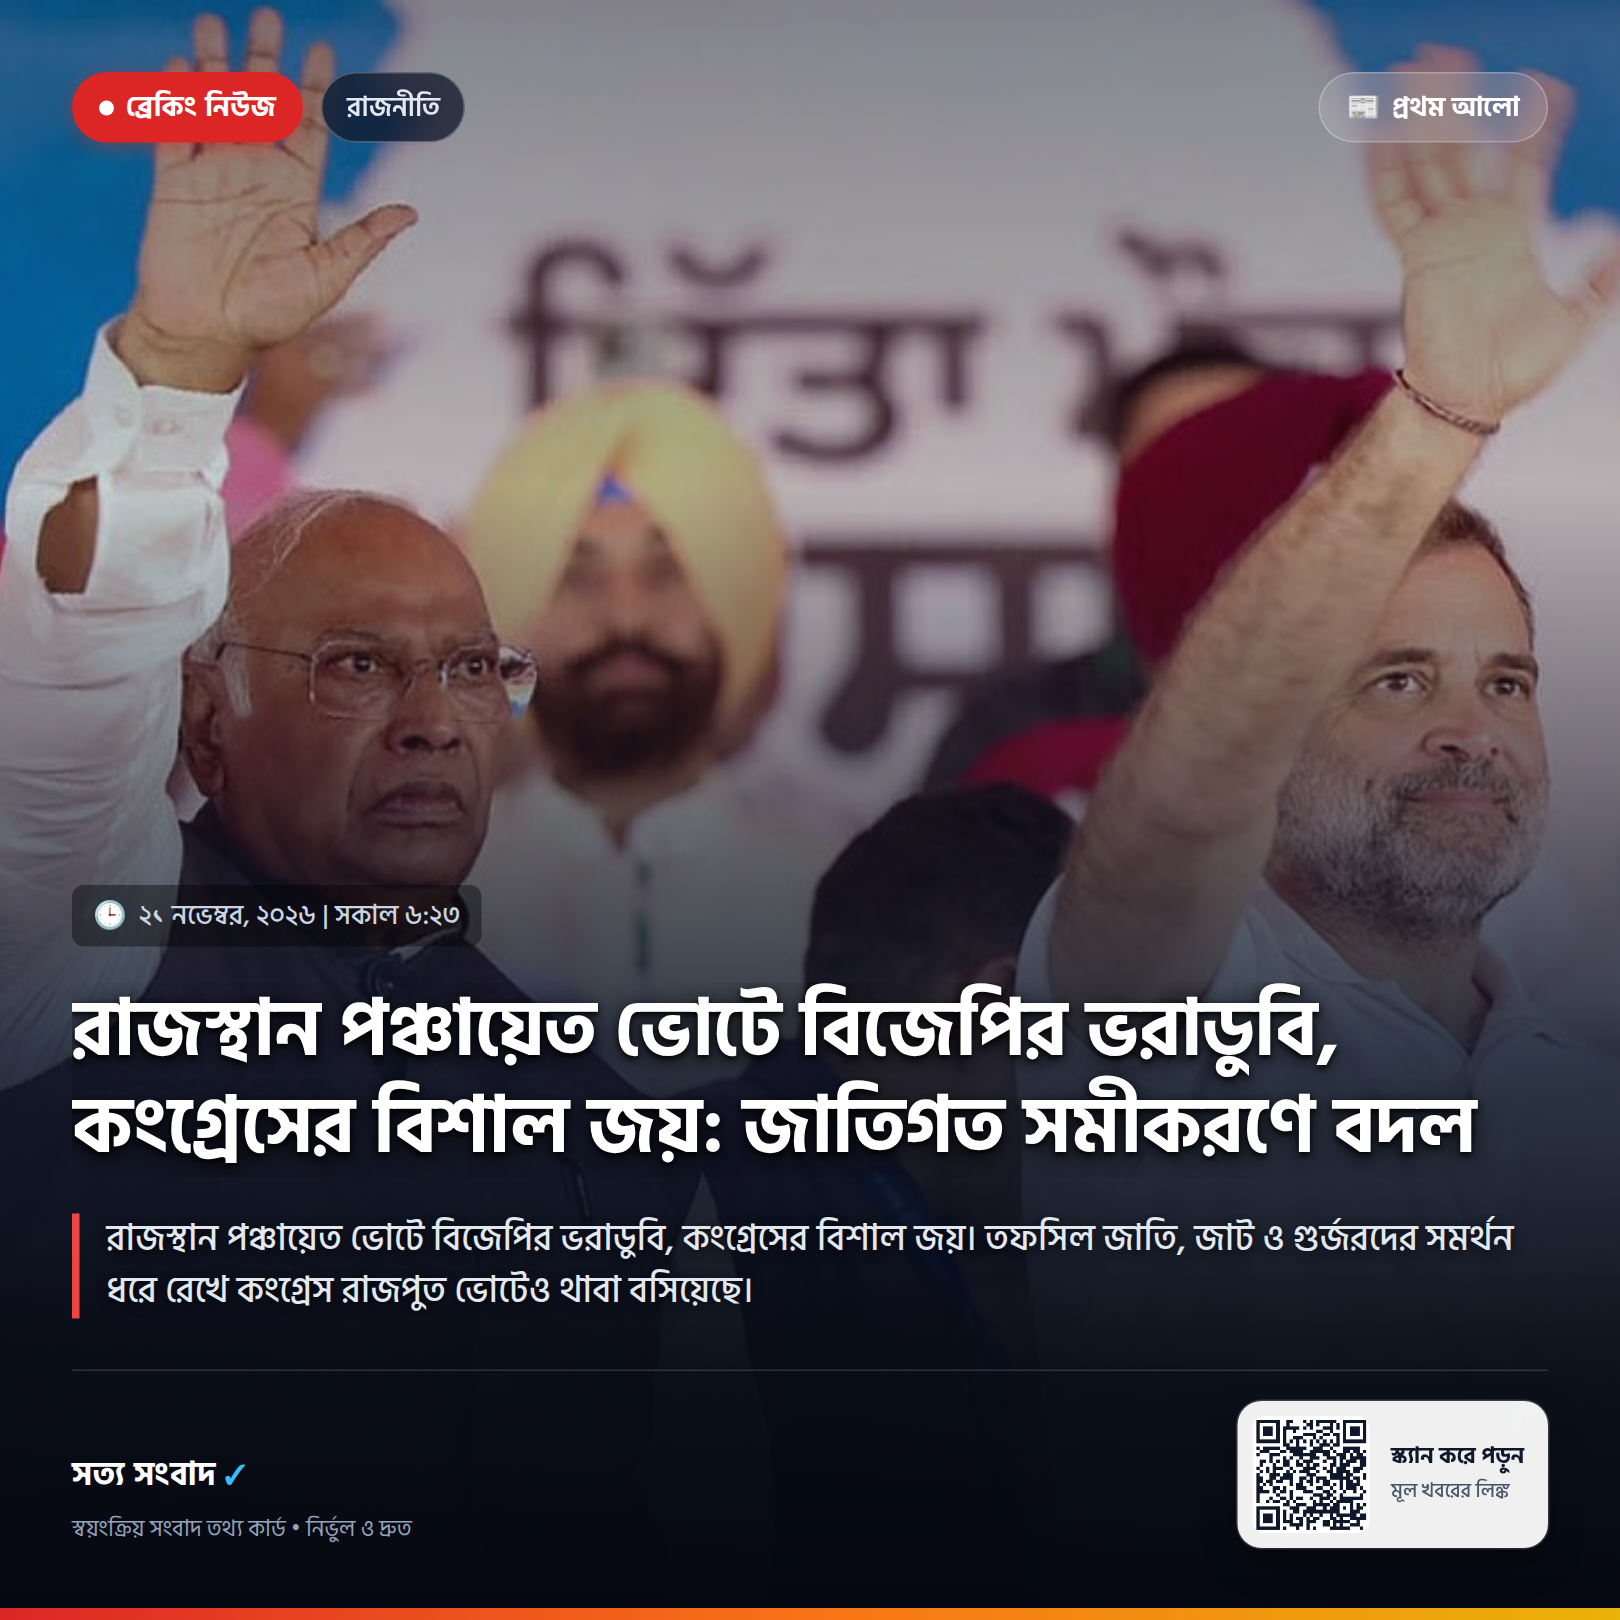 ব্রেকিং নিউজ
রাজনীতি
প্রথম আলো
নভেম্বর, ২০২৬ | সকাল ৬:২৩
রাজস্থান পঞ্চায়েত ভোটে বিজেপির ভরাডুবি,
কংগ্রেসের বিশাল জয়: জাতিগত সমীকরণে বদল
রাজস্থান পঞ্চায়েত ভোটে বিজেপির ভরাডুবি, কংগ্রেসের বিশাল জয়। তফসিল জাতি, জাট ও গুর্জরদের সমর্থন
ধরে রেখে কংগ্রেস রাজপুত ভোটেও থাবা বসিয়েছে।
সত্য সংবাদ ✓
স্বয়ংক্রিয় সংবাদ তথ্য কার্ড • নির্ভুল ও দ্রুত
স্ক্যান করে পড়ুন
মূল খবরের লিঙ্ক